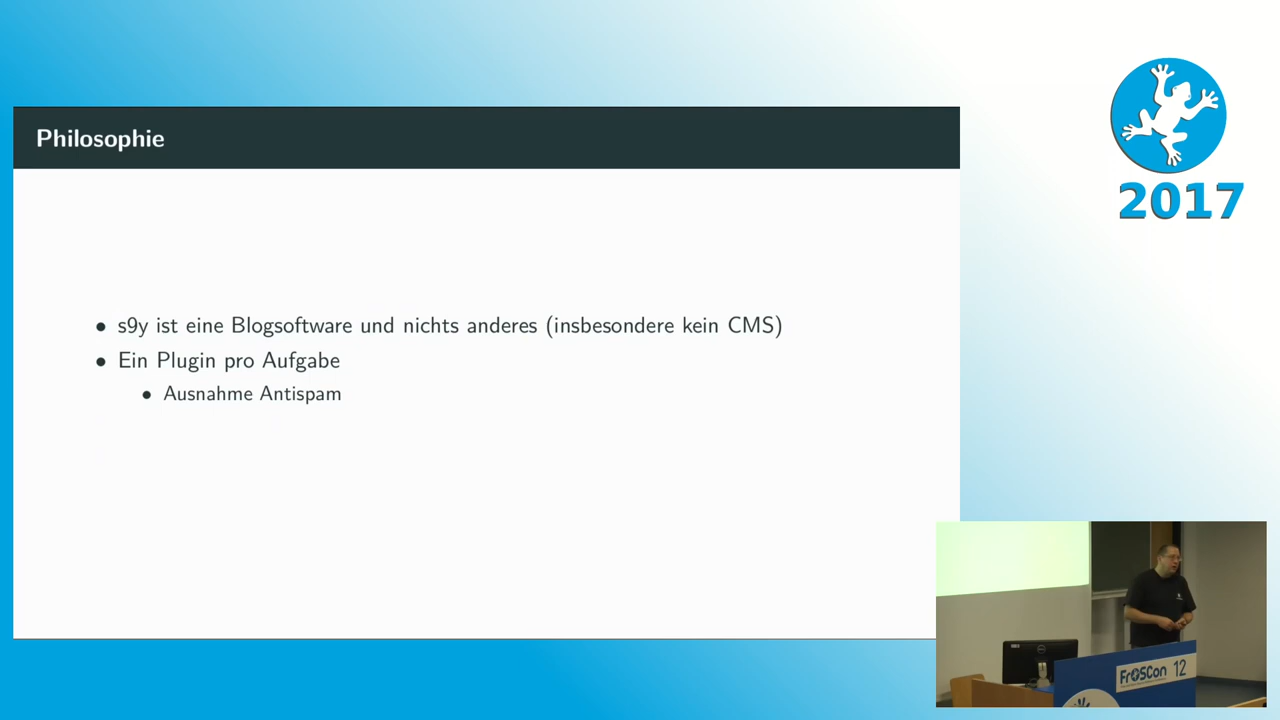 Philosophie
2017
s9y ist eine Blogsoftware und nichts anderes (insbesondere kein CMS)
Ein Plugin pro Aufgabe
Ausnahme Antispam
FrOSCon 12